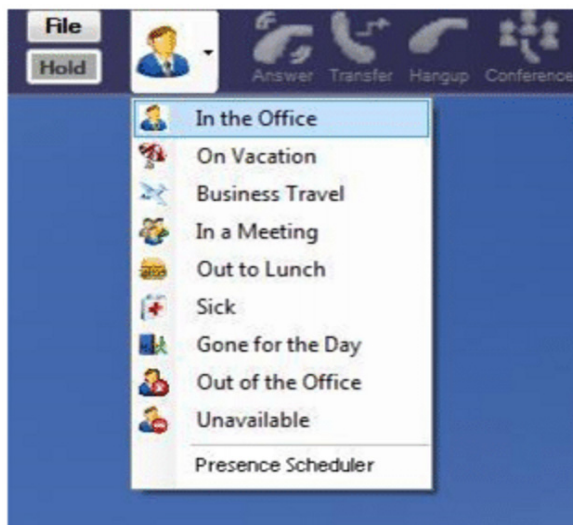 File
Hold
Answer Transfer Hangup Conference
In the Office
On Vacation
Business Travel
In a Meeting
Out to Lunch
Sick
Gone for the Day
Out of the Office
Unavailable
Presence Scheduler